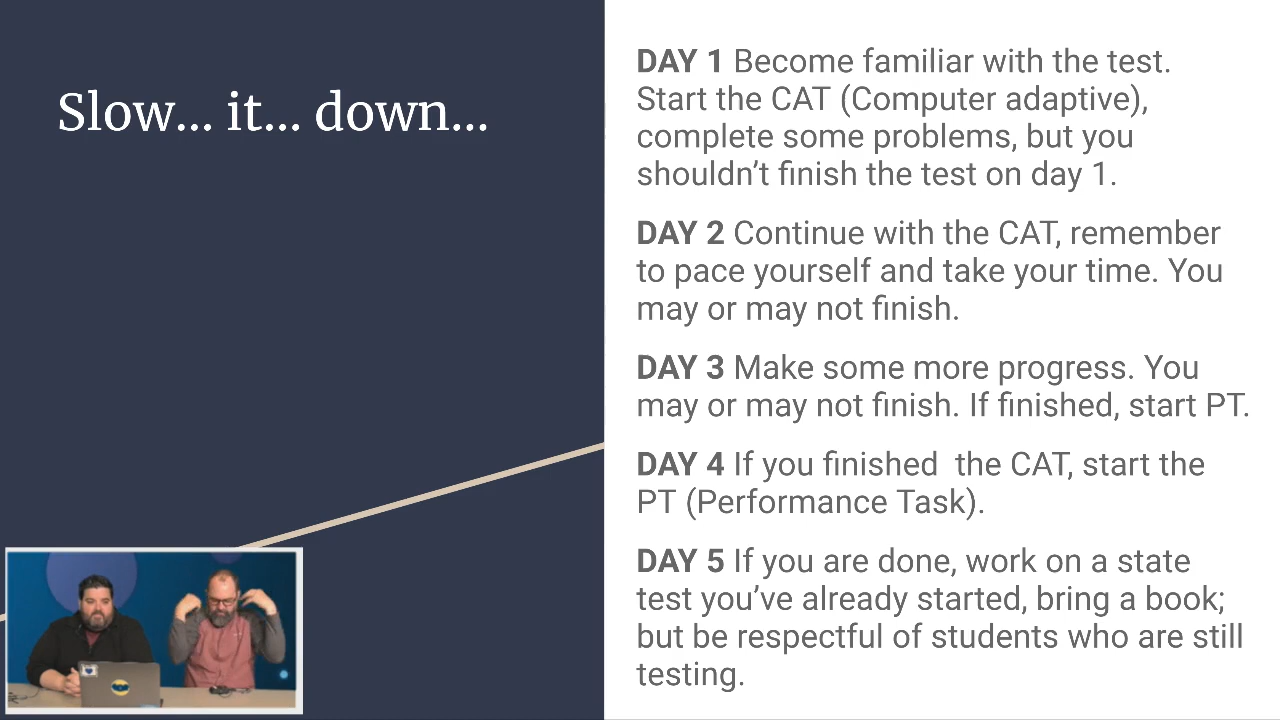 Slow... it... down...
DAY 1 Become familiar with the test.
Start the CAT (Computer adaptive),
complete some problems, but you
shouldn’t finish the test on day 1.
DAY 2 Continue with the CAT, remember
to pace yourself and take your time. You
may or may not finish.
DAY 3 Make some more progress. You
may or may not finish. If finished, start PT.
DAY 4 If you finished  the CAT, start the
PT (Performance Task).
DAY 5 If you are done, work on a state
test you’ve already started, bring a book;
but be respectful of students who are still
testing.